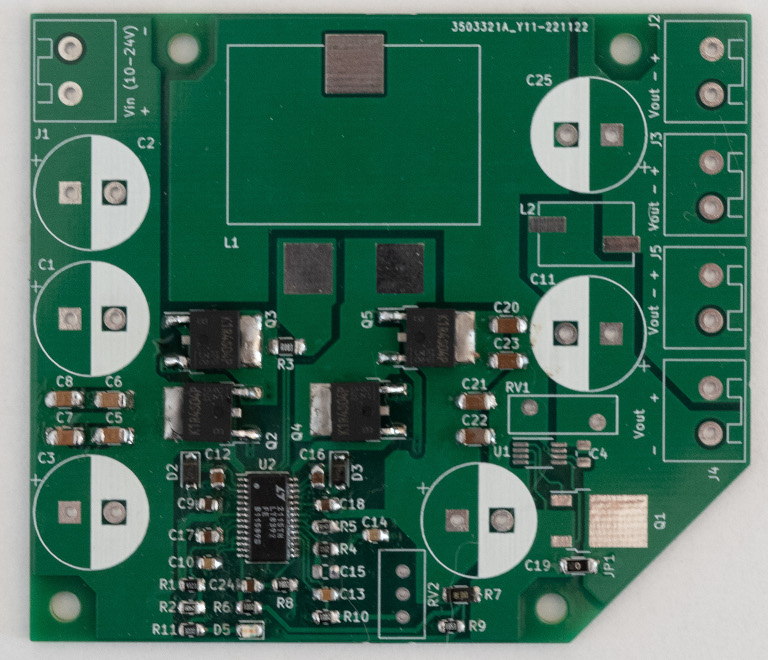 3503321A_Y11-221122
J2
Vin (10-24V)
-
+
Vout - +
J1
C2
C25
J3
Vout - +
L2
L1
J5
Vout - +
C1
C11
Q3
Q5
C20
R3
C23
C8
C6
RV1
C21
Vout
+
-
C7
C5
Q2
Q4
C22
U1
C4
J4
C3
D2
C12
U2
C16
D3
C9
C18
Q1
R5
C14
C17
R4
C10
C15
C19
JP1
R1
C24
R8
C13
RV2
R7
R2
R6
R10
R11
D5
R9